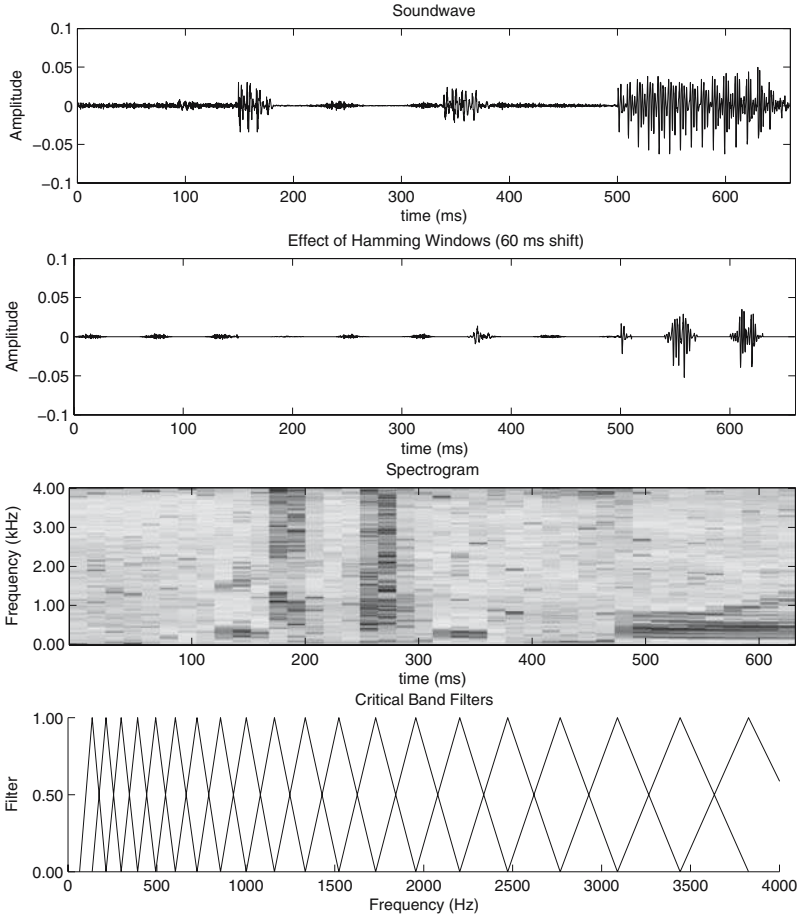 Soundwave
0.1
0.05
0
−0.05
−0.1
Amplitude
0 100 200 300 400 500 600
time (ms)
Effect of Hamming Windows (60 ms shift)
0.1
0.05
0
−0.05
−0.1
Amplitude
0 100 200 300 400 500 600
time (ms)
Spectrogram
4.00
3.00
2.00
1.00
0.00
Frequency (kHz)
100 200 300 400 500 600
time (ms)
Critical Band Filters
1.00
0.50
0.00
Filter
0 500 1000 1500 2000 2500 3000 3500 4000
Frequency (Hz)